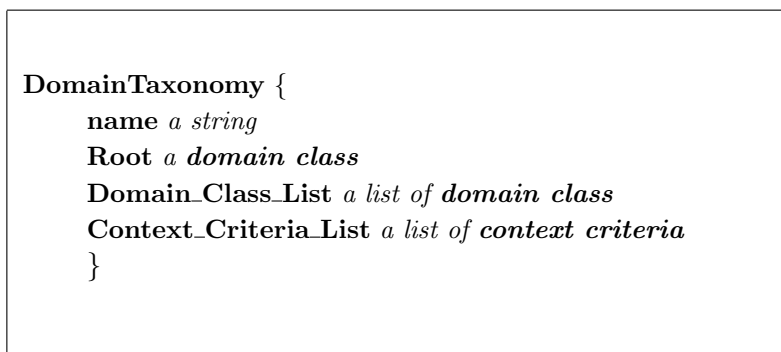 DomainTaxonomy {
name a string
Root a domain class
Domain_Class_List a list of domain class
Context_Criteria_List a list of context criteria
}